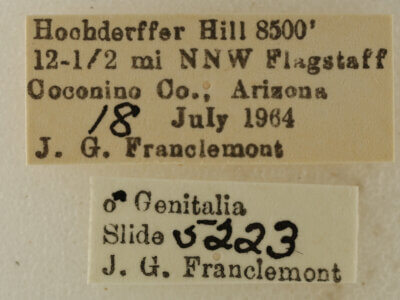 Hochderffer Hill 8500'
12-1/2 mi NNW Flagstaff
Coconino Co., Arizona
18 July 1964
J. G. Franclemont
♂ Genitalia
Slide 5223
J. G. Franclemont